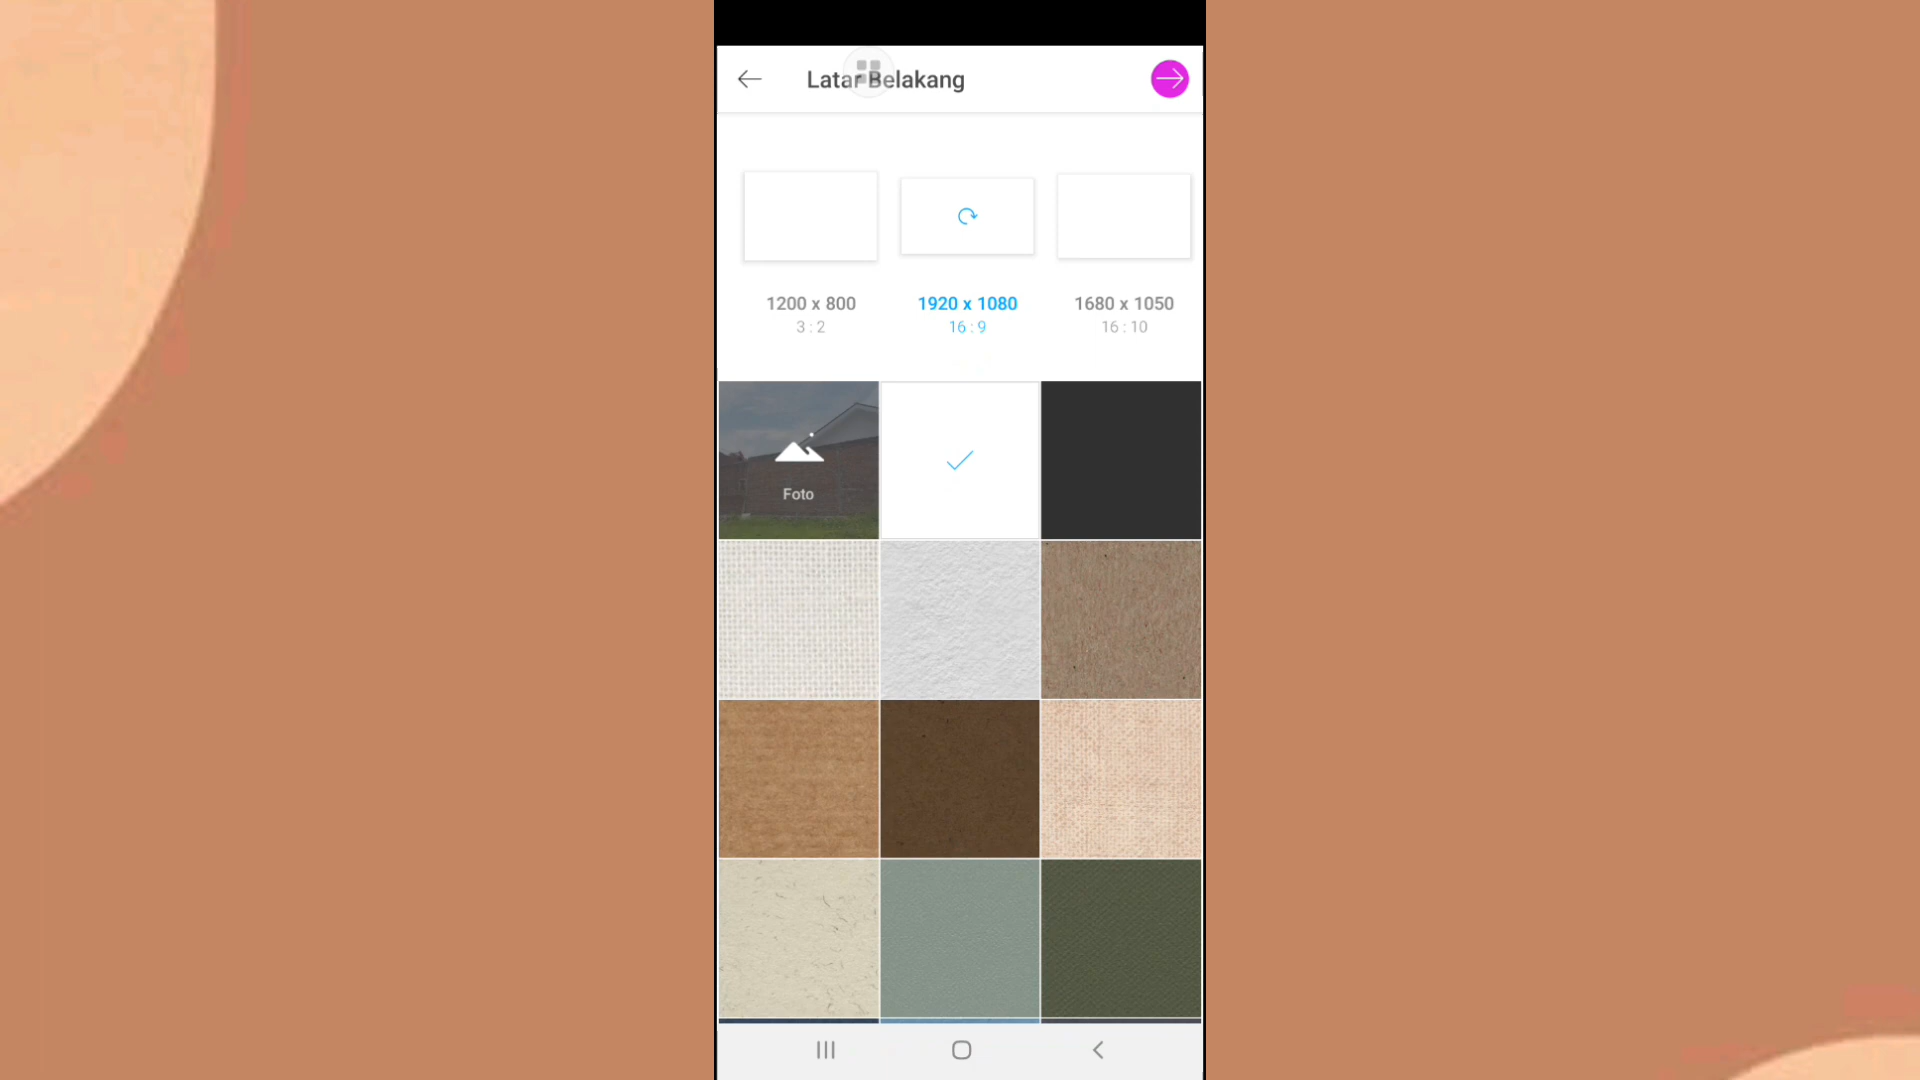 Latar Belakang
1200 x 800
3 : 2
1920 x 1080
16 : 9
1680 x 1050
16 : 10
Foto